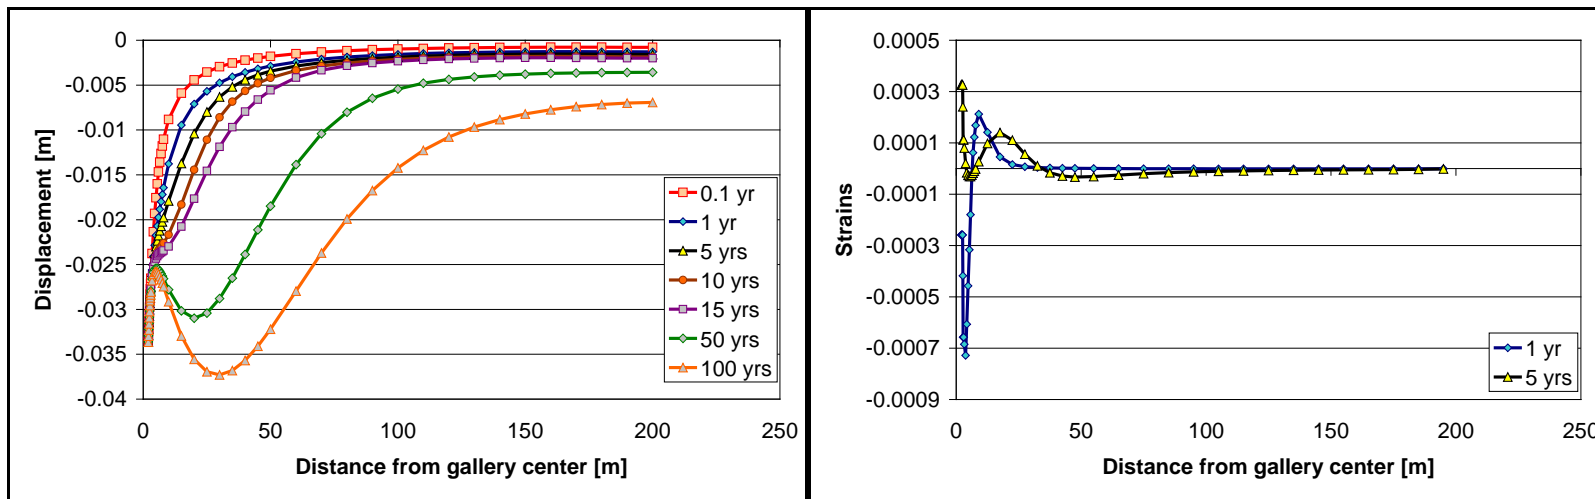 0
-0.005
-0.01
-0.015
-0.02
-0.025
-0.03
-0.035
-0.04
Displacement [m]
0.1 yr
1 yr
5 yrs
10 yrs
15 yrs
50 yrs
100 yrs
0 50 100 150 200 250
Distance from gallery center [m]
0.0005
0.0003
0.0001
-0.0001
-0.0003
-0.0005
-0.0007
-0.0009
Strains
1 yr
5 yrs
0 50 100 150 200 250
Distance from gallery center [m]